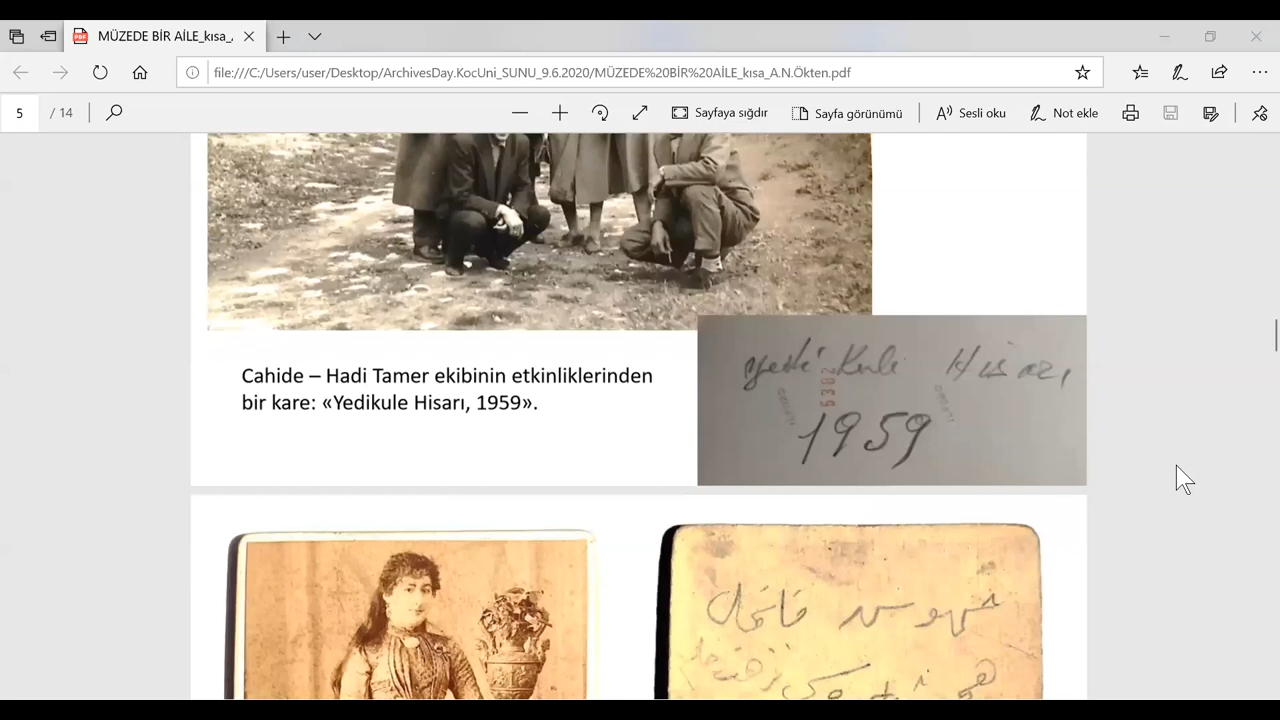 MÜZEDE BİR AİLE_kısa_
file:///C:/Users/user/Desktop/ArchivesDay.KocUni_SUNU_9.6.2020/MÜZEDE%20BİR%20AİLE_kısa_A.N.Ökten.pdf
5 / 14
Sayfaya sığdır
Sayfa görünümü
Sesli oku
Not ekle
Cahide – Hadi Tamer ekibinin etkinliklerinden
bir kare: «Yedikule Hisarı, 1959».
Yedi Kule Hisarı
6382
1959